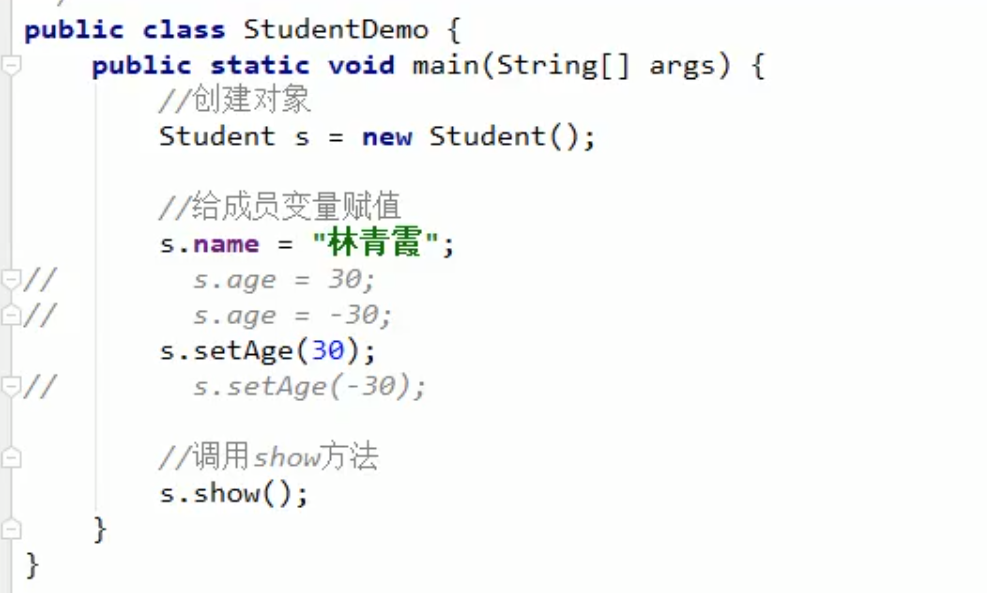 public class StudentDemo {
public static void main(String[] args) {
//创建对象
Student s = new Student();
//给成员变量赋值
s.name = "林青霞";
// s.age = 30;
// s.age = -30;
s.setAge(30);
// s.setAge(-30);
//调用show方法
s.show();
}
}